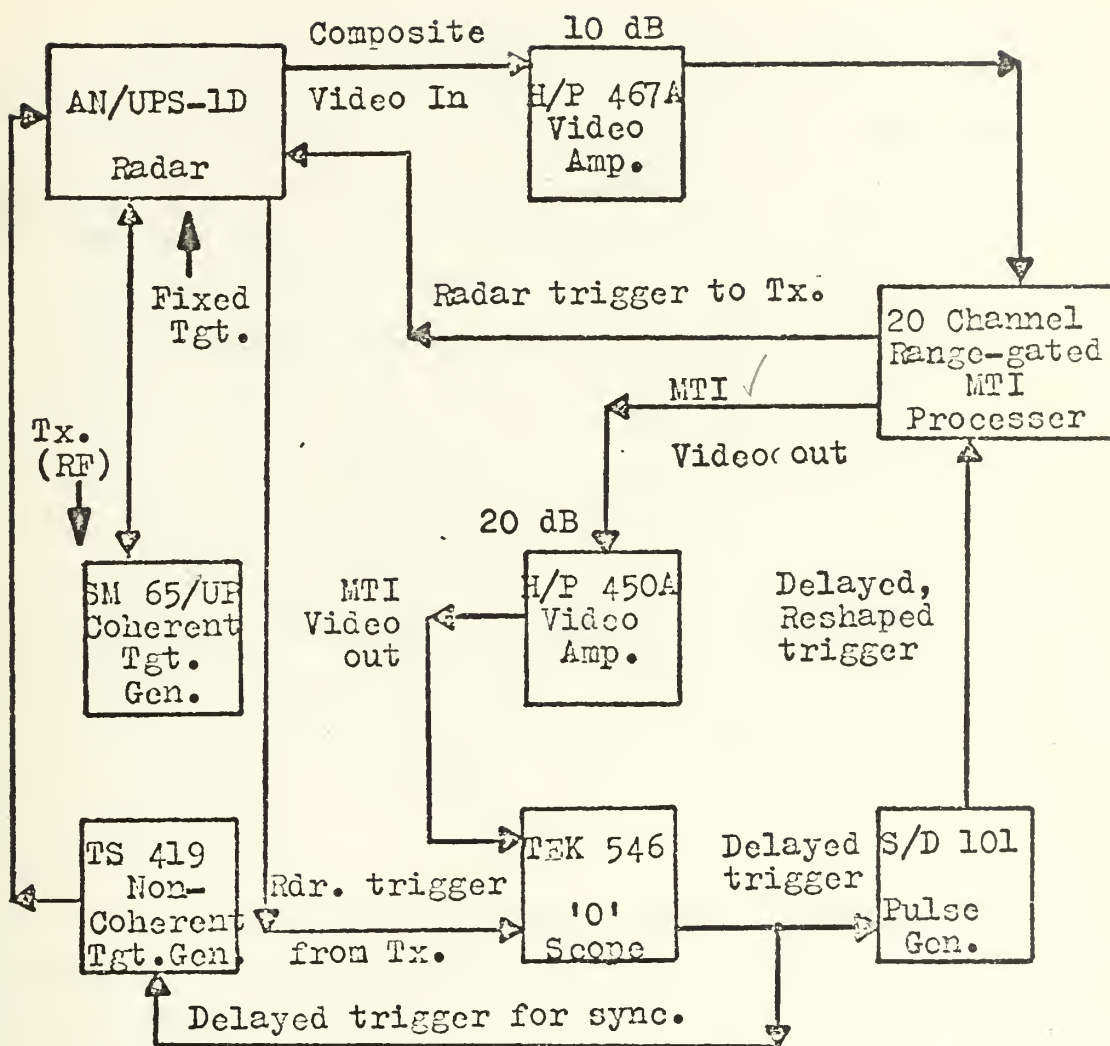 Composite
Video In
10 dB
AN/UPS-1D
Radar
H/P 467A
Video
Amp.
Fixed
Tgt.
Radar trigger to Tx.
20 Channel
Range-gated
MTI
Processer
MTI
Video out
Tx.
(RF)
20 dB
SM 65/UP
Coherent
Tgt.
Gen.
MTI
Video
out
H/P 450A
Video
Amp.
Delayed,
Reshaped
trigger
TS 419
Non-
Coherent
Tgt.Gen.
Rdr. trigger
from Tx.
TEK 546
'O'
Scope
Delayed
trigger
S/D 101
Pulse
Gen.
Delayed trigger for sync.